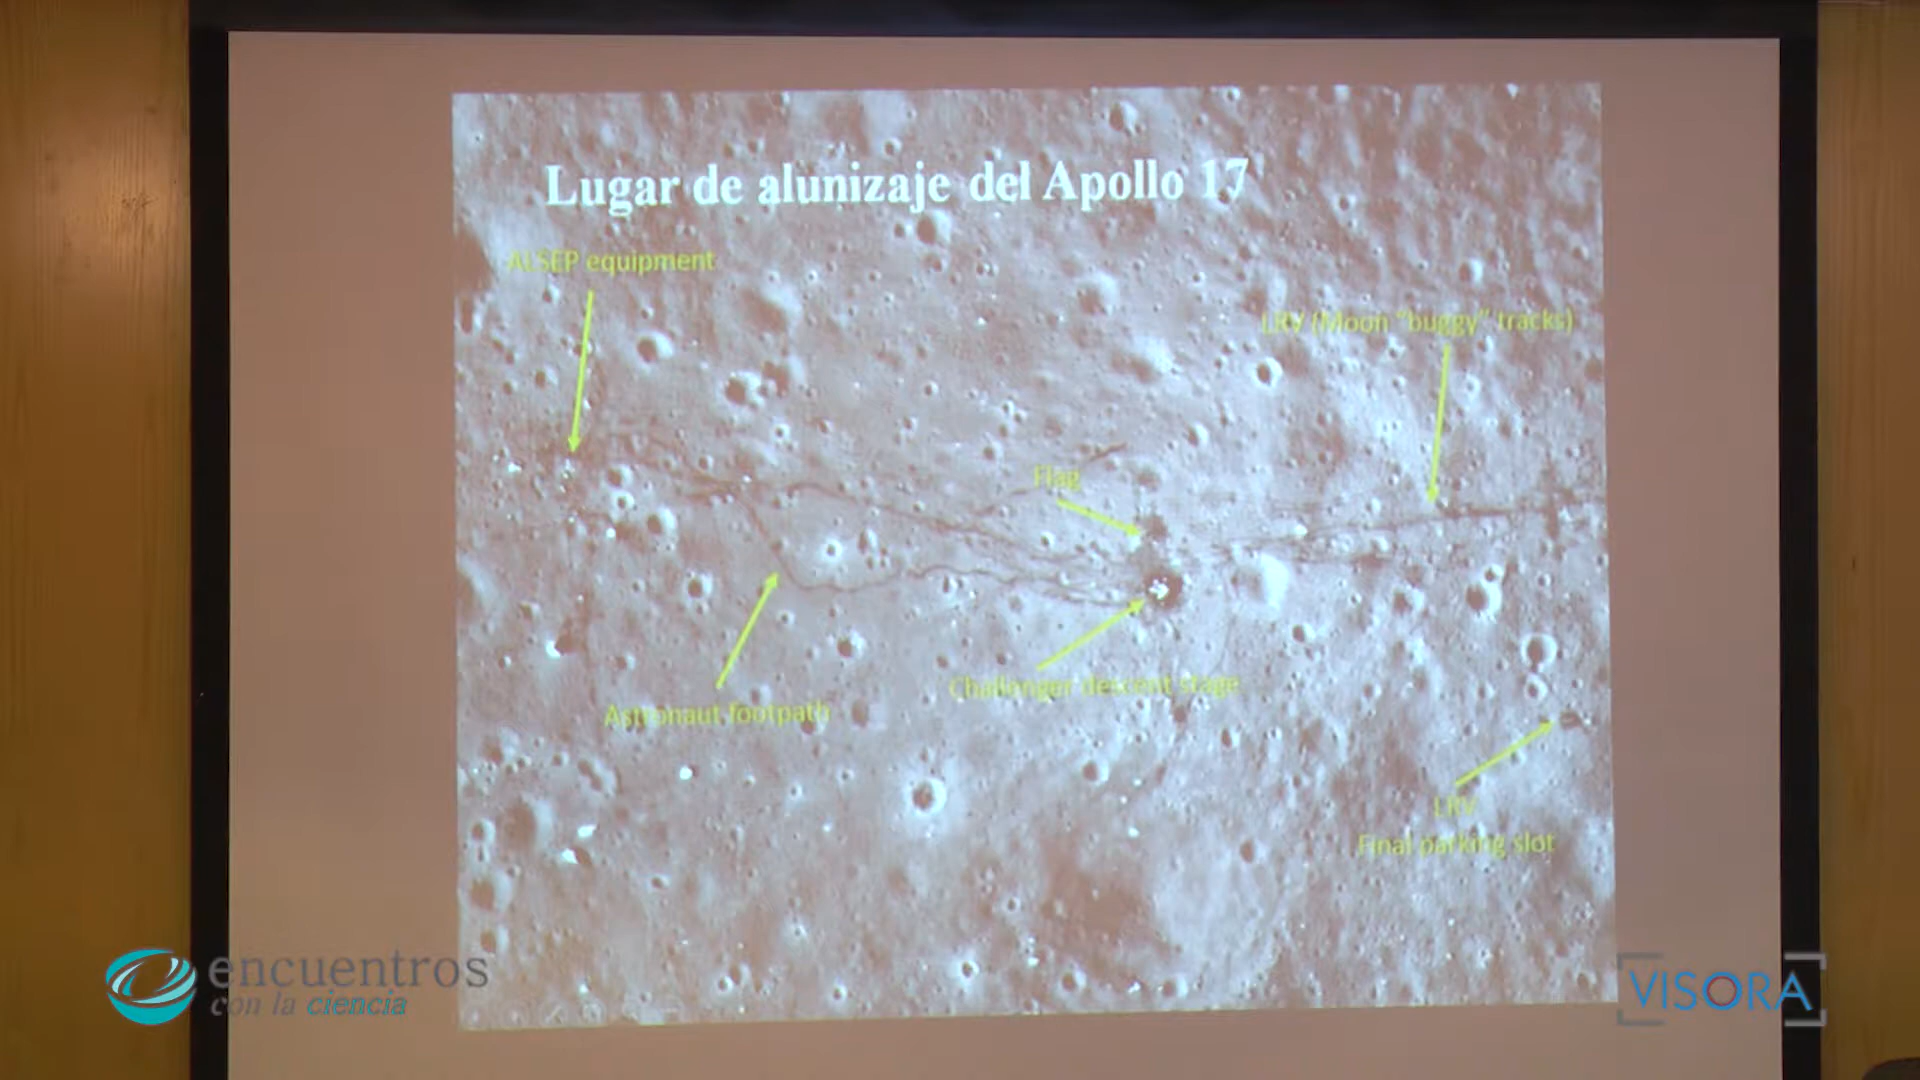 Lugar de alunizaje del Apollo 17
ALSEP equipment
LRV (Moon "buggy" tracks)
Flag
Challenger descent stage
Astronaut footpath
LRV
Final parking slot
encuentros
con la ciencia
VISORA